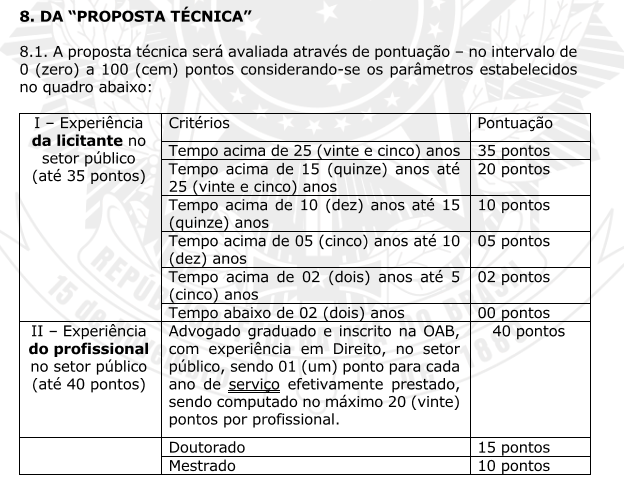 8. DA “PROPOSTA TÉCNICA”
8.1. A proposta técnica será avaliada através de pontuação – no intervalo de
0 (zero) a 100 (cem) pontos considerando-se os parâmetros estabelecidos
no quadro abaixo:
I – Experiência
da licitante no
setor público
(até 35 pontos)
Critérios
Pontuação
Tempo acima de 25 (vinte e cinco) anos
35 pontos
Tempo acima de 15 (quinze) anos até
25 (vinte e cinco) anos
20 pontos
Tempo acima de 10 (dez) anos até 15
(quinze) anos
10 pontos
Tempo acima de 05 (cinco) anos até 10
(dez) anos
05 pontos
Tempo acima de 02 (dois) anos até 5
(cinco) anos
02 pontos
Tempo abaixo de 02 (dois) anos
00 pontos
II – Experiência
do profissional
no setor público
(até 40 pontos)
Advogado graduado e inscrito na OAB,
com experiência em Direito, no setor
público, sendo 01 (um) ponto para cada
ano de serviço efetivamente prestado,
sendo computado no máximo 20 (vinte)
pontos por profissional.
40 pontos
Doutorado
15 pontos
Mestrado
10 pontos